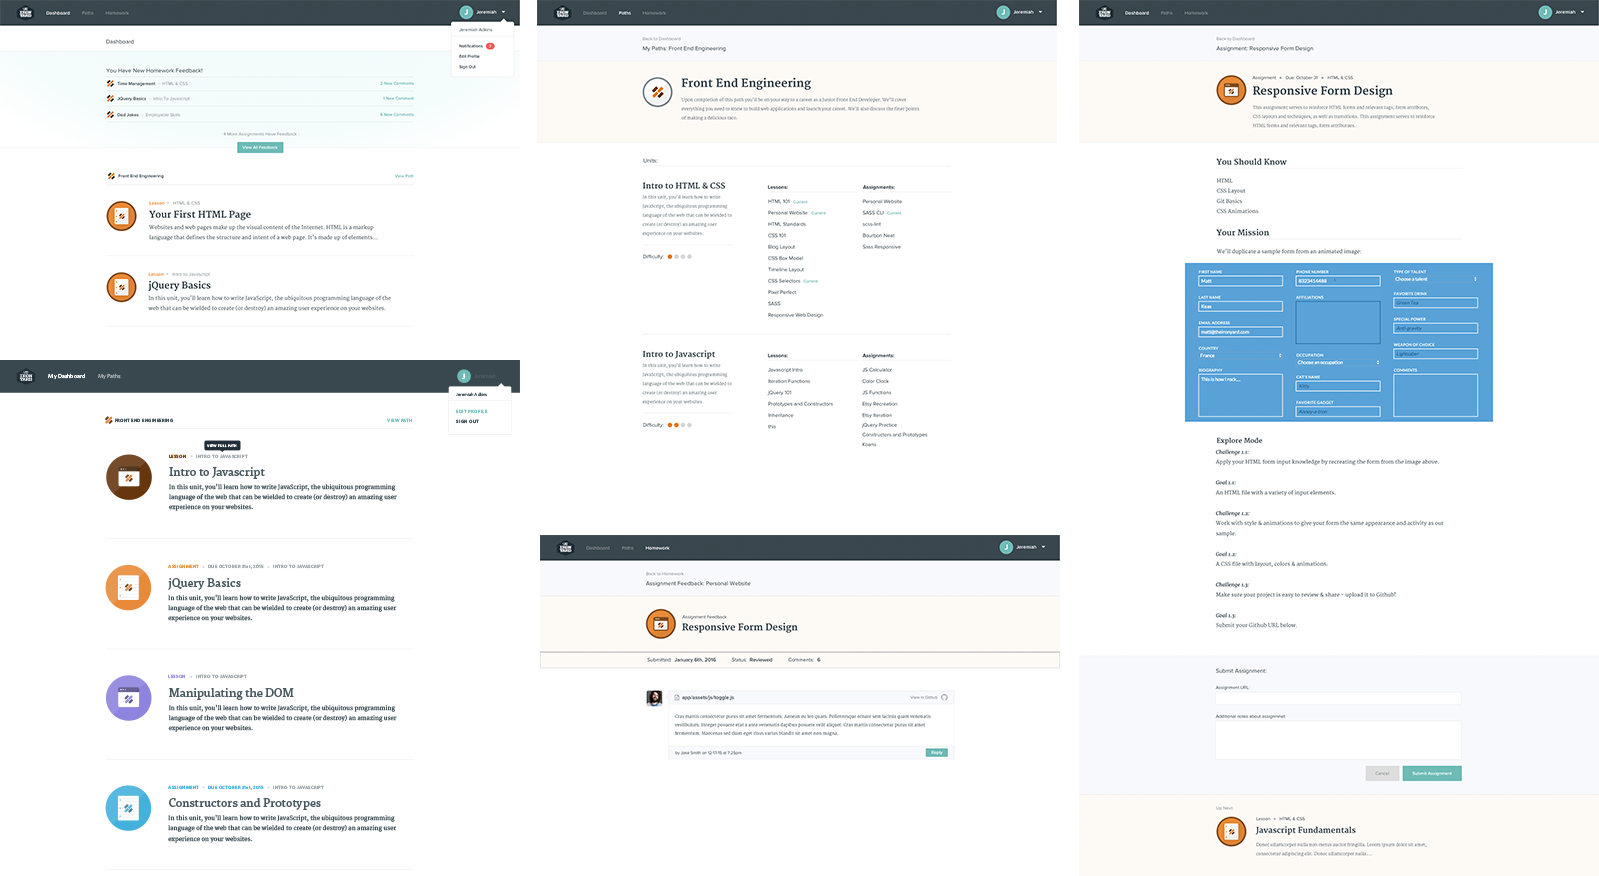 THE IRON YARD
Dashboard Paths Homework
J Jeremiah
Jeremiah Adkins
Notifications
Edit Profile
Sign Out
Dashboard
You Have New Homework Feedback!
Time Management - HTML & CSS 2 New Comments
JQuery Basics - Intro To Javascript 1 New Comment
Dad Jokes - Employable Skills 6 New Comments
4 More Assignments Have Feedback
View All Feedback
Front End Engineering View Path
Lesson • HTML & CSS
Your First HTML Page
Websites and web pages make up the visual content of the Internet. HTML is a markup
language that defines the structure and intent of a web page. It's made up of elements...
Lesson • Intro to Javascript
jQuery Basics
In this unit, you'll learn how to write JavaScript, the ubiquitous programming language of the
web that can be wielded to create (or destroy) an amazing user experience on your websites.
THE IRON YARD
My Dashboard My Paths
J Jeremiah
Jeremiah Adkins
EDIT PROFILE
SIGN OUT
FRONT END ENGINEERING VIEW PATH
VIEW FULL PATH
LESSON • INTRO TO JAVASCRIPT
Intro to Javascript
In this unit, you'll learn how to write JavaScript, the ubiquitous programming
language of the web that can be wielded to create (or destroy) an amazing user
experience on your websites.
ASSIGNMENT • DUE OCTOBER 31st, 2015 • INTRO TO JAVASCRIPT
jQuery Basics
In this unit, you'll learn how to write JavaScript, the ubiquitous programming
language of the web that can be wielded to create (or destroy) an amazing user
experience on your websites.
LESSON • INTRO TO JAVASCRIPT
Manipulating the DOM
In this unit, you'll learn how to write JavaScript, the ubiquitous programming
language of the web that can be wielded to create (or destroy) an amazing user
experience on your websites.
ASSIGNMENT • DUE OCTOBER 31st, 2015 • INTRO TO JAVASCRIPT
Constructors and Prototypes
In this unit, you'll learn how to write JavaScript, the ubiquitous programming
language of the web that can be wielded to create (or destroy) an amazing user
experience on your websites.
THE IRON YARD
Dashboard Paths Homework
J Jeremiah
Back to Dashboard
My Paths: Front End Engineering
Front End Engineering
Upon completion of this path you'll be on your way to a career as a Junior Front End Developer. We'll cover
everything you need to know to build web applications and launch your career. We'll also discuss the finer points
of making a delicious taco.
Units:
Intro to HTML & CSS
In this unit, you'll learn how to write
JavaScript, the ubiquitous programming
language of the web that can be wielded to
create (or destroy) an amazing user
experience on your websites.
Difficulty:
Lessons:
HTML 101 Current
Personal Website Current
HTML Standards
CSS 101
Blog Layout
CSS Box Model
Timeline Layout
CSS Selectors Current
Pixel Perfect
SASS
Responsive Web Design
Assignments:
Personal Website
SASS CLI Current
scss-lint
Bourbon Neat
Sass Responsive
Intro to Javascript
In this unit, you'll learn how to write
JavaScript, the ubiquitous programming
language of the web that can be wielded to
create (or destroy) an amazing user
experience on your websites
Difficulty:
Lessons:
Javascript Intro
Iteration Functions
jQuery 101
Prototypes and Constructors
Inheritance
this
Assignments:
JS Calculator
Color Clock
JS Functions
Etsy Recreation
Etsy Iteration
jQuery Practice
Constructors and Prototypes
Koans
THE IRON YARD
Dashboard Paths Homework
J Jeremiah
Back to Homework
Assignment Feedback: Personal Website
Assignment Feedback
Responsive Form Design
Submitted: January 6th, 2016 Status: Reviewed Comments: 6
app/assets/js/toggle.js View in Github
Cras mattis consectetur purus sit amet fermentum. Aenean eu leo quam. Pellentesque ornare sem lacinia quam venenatis
vestibulum. Integer posuere erat a ante venenatis dapibus posuere velit aliquet. Cras mattis consectetur purus sit amet
fermentum. Maecenas sed diam eget risus varius blandit sit amet non magna.
by Jake Smith on 12/17/15 at 7:25pm Reply
THE IRON YARD
Dashboard Paths Homework
J Jeremiah
Back to Dashboard
Assignment: Responsive Form Design
Assignment • Due: October 31 • HTML & CSS
Responsive Form Design
This assignment serves to reinforce HTML forms and relevant tags, form attributes,
CSS layouts and techniques, as well as transitions. This assignment serves to reinforce
HTML forms and relevant tags, form attributes.
You Should Know
HTML
CSS Layout
Git Basics
CSS Animations
Your Mission
We'll duplicate a sample form from an animated image:
FIRST NAME
Matt
LAST NAME
Keas
EMAIL ADDRESS
matt@theironyard.com
COUNTRY
France
BIOGRAPHY
This is how I rock...
PHONE NUMBER
8323414488
AFFILIATIONS
OCCUPATION
Choose an occupation
CAT'S NAME
Kitty
FAVORITE GADGET
TYPE OF TALENT
Choose a talent
FAVORITE DRINK
Green Tea
SPECIAL POWER
Anti-gravity
WEAPON OF CHOICE
Lightsaber
COMMENTS
Explore Mode
Challenge 1.1:
Apply your HTML form input knowledge by recreating the form from the image above.
Goal 1.1:
An HTML file with a variety of input elements.
Challenge 1.2:
Work with style & animations to give your form the same appearance and activity as our
sample.
Goal 1.2:
A CSS file with layout, colors & animations.
Challenge 1.3:
Make sure your project is easy to review & share - upload it to Github!
Goal 1.3:
Submit your Github URL below.
Submit Assignment:
Assignment URL
Additional notes about assignment
Cancel Submit Assignment
Up Next
Lesson • HTML & CSS
Javascript Fundamentals
Donec ullamcorper nulla non metus auctor fringilla. Lorem ipsum dolor sit amet,
consectetur adipiscing elit. Donec ullamcorper nulla...